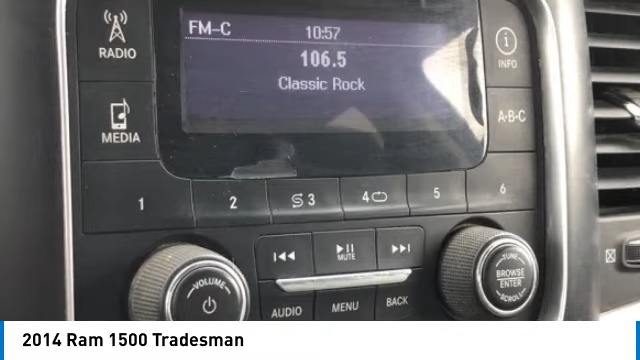 FM-C 10:57
106.5
Classic Rock
RADIO
MEDIA
i
INFO
A-B-C
1 2 3 4 5 6
MUTE
AUDIO MENU BACK
VOLUME
TUNE
BROWSE
ENTER
SCROLL
2014 Ram 1500 Tradesman